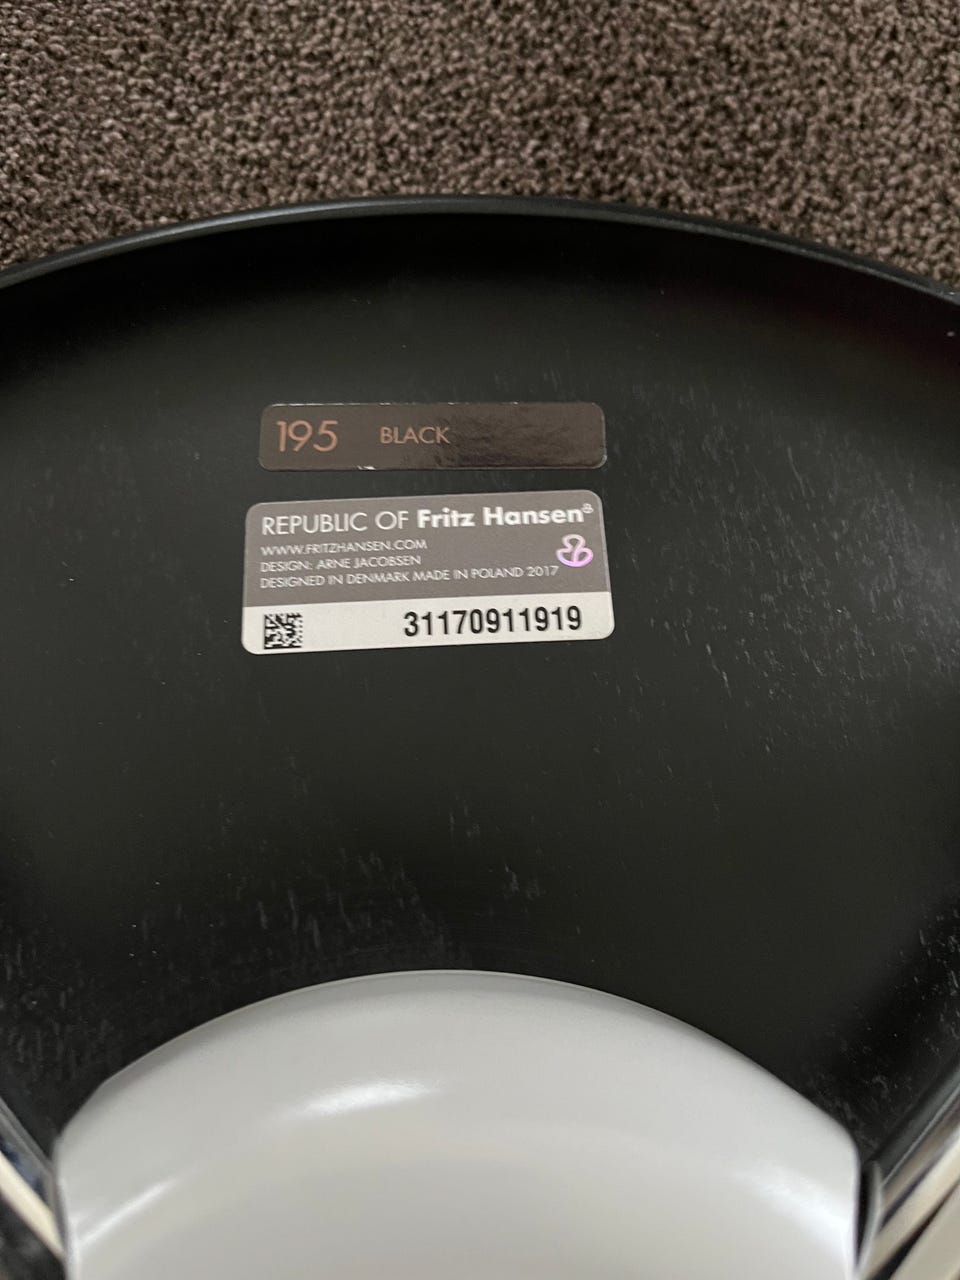 195 BLACK
REPUBLIC OF Fritz Hansen®
WWW.FRITZHANSEN.COM
DESIGN: ARNE JACOBSEN
DESIGNED IN DENMARK MADE IN POLAND 2017
31170911919